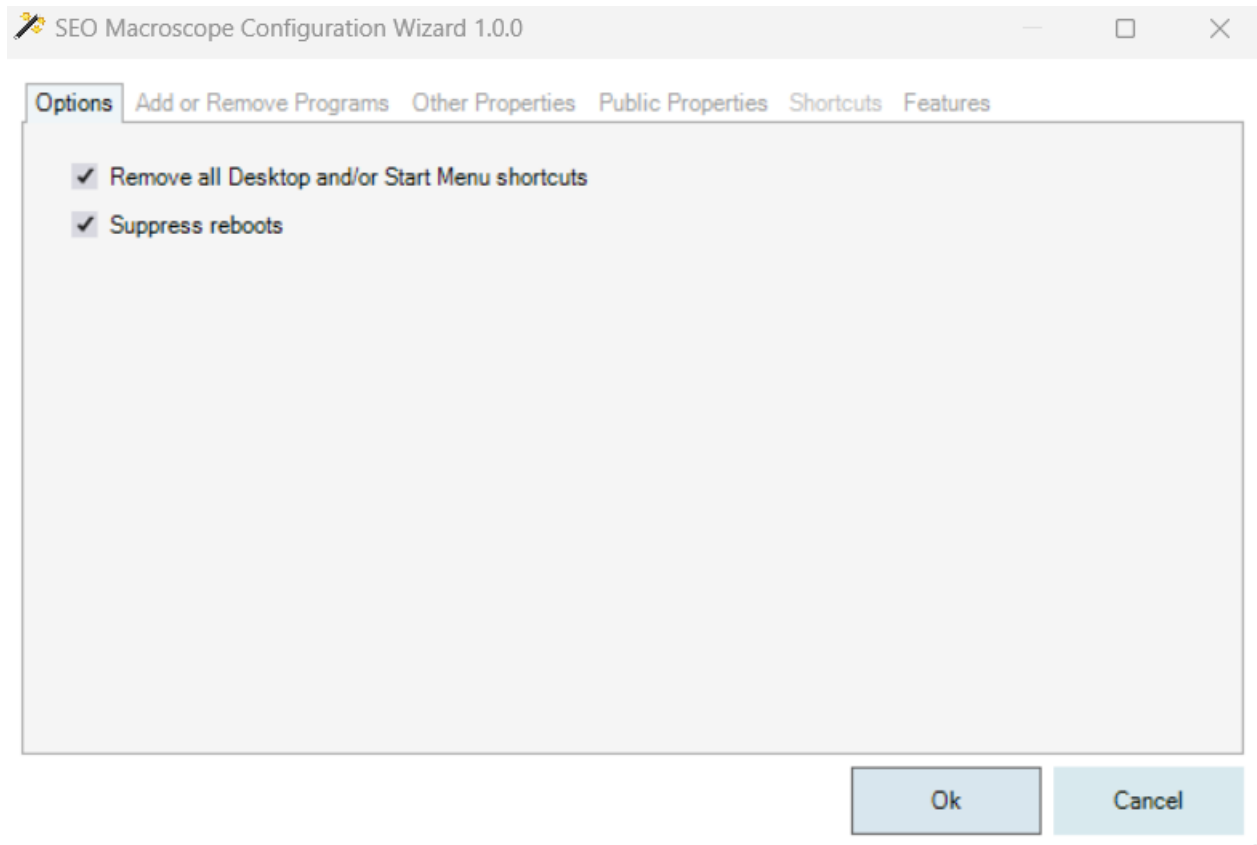 SEO Macroscope Configuration Wizard 1.0.0
Options Add or Remove Programs Other Properties Public Properties Shortcuts Features
Remove all Desktop and/or Start Menu shortcuts
Suppress reboots
Ok Cancel